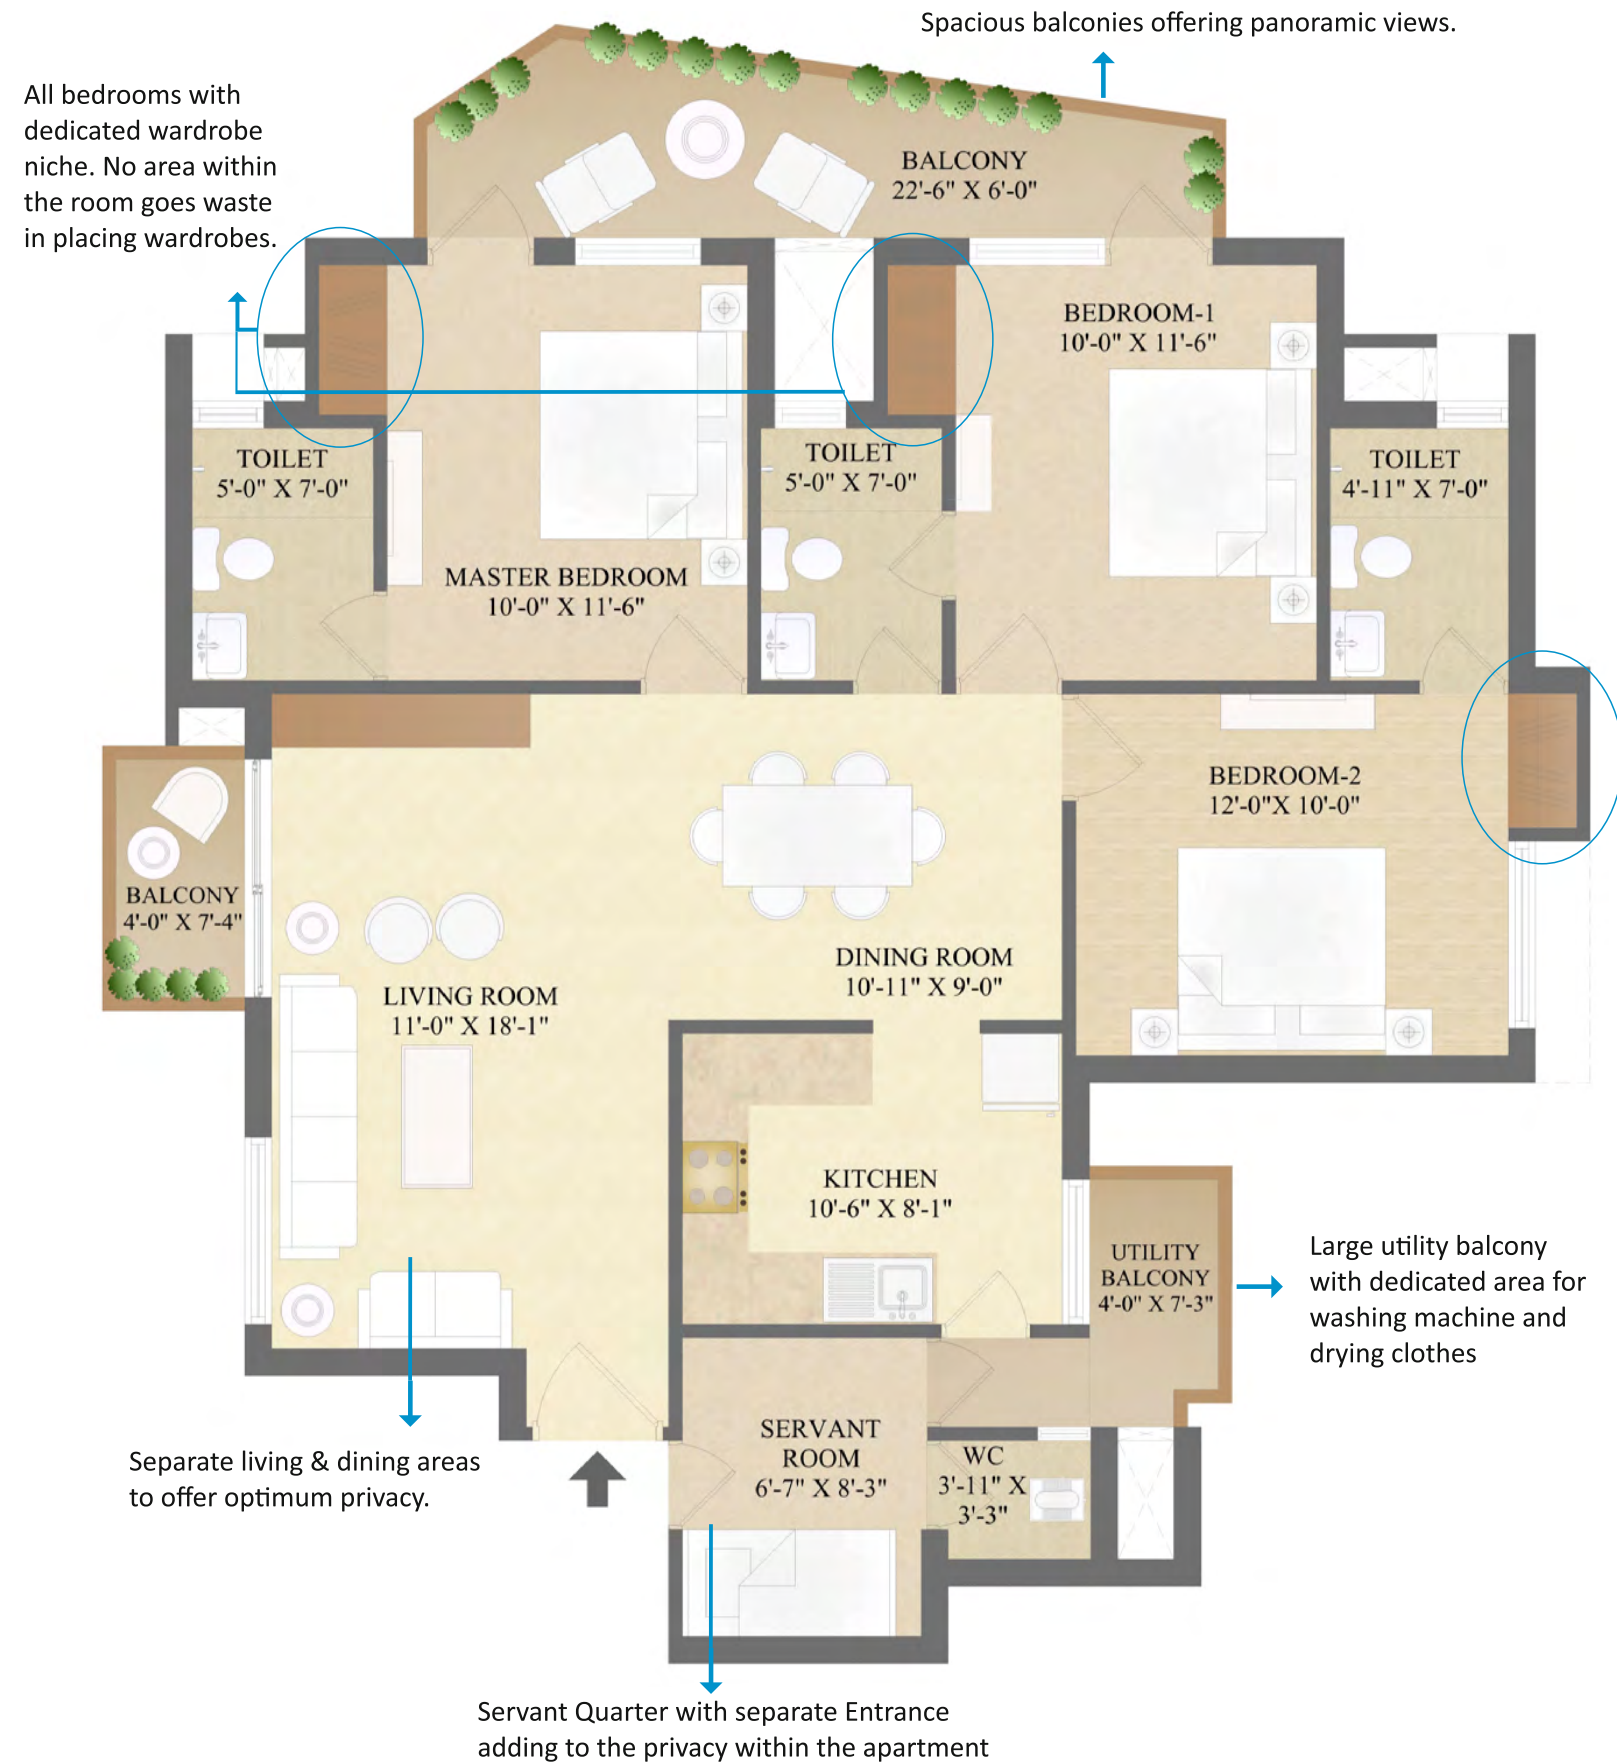 Spacious balconies offering panoramic views.
All bedrooms with
dedicated wardrobe
niche. No area within
the room goes waste
in placing wardrobes.
BALCONY
22'-6" X 6'-0"
BEDROOM-1
10'-0" X 11'-6"
TOILET
5'-0" X 7'-0"
TOILET
5'-0" X 7'-0"
TOILET
4'-11" X 7'-0"
MASTER BEDROOM
10'-0" X 11'-6"
BEDROOM-2
12'-0"X 10'-0"
BALCONY
4'-0" X 7'-4"
LIVING ROOM
11'-0" X 18'-1"
DINING ROOM
10'-11" X 9'-0"
KITCHEN
10'-6" X 8'-1"
UTILITY
BALCONY
4'-0" X 7'-3"
Large utility balcony
with dedicated area for
washing machine and
drying clothes
Separate living & dining areas
to offer optimum privacy.
SERVANT
ROOM
6'-7" X 8'-3"
WC
3'-11" X
3'-3"
Servant Quarter with separate Entrance
adding to the privacy within the apartment